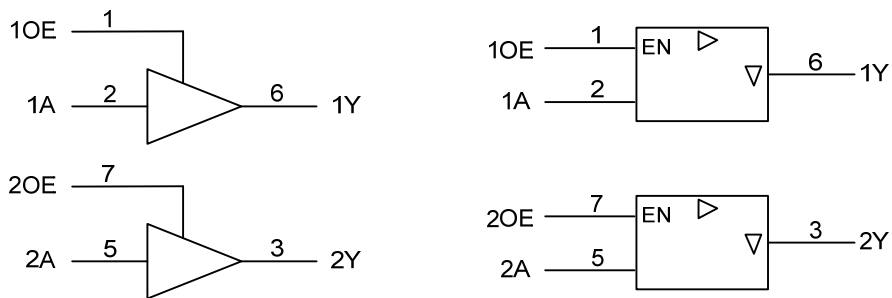 1OE 1
1A 2 6 1Y
2OE 7
2A 5 3 2Y
1OE 1 EN
6 1Y
1A 2
2OE 7 EN
3 2Y
2A 5